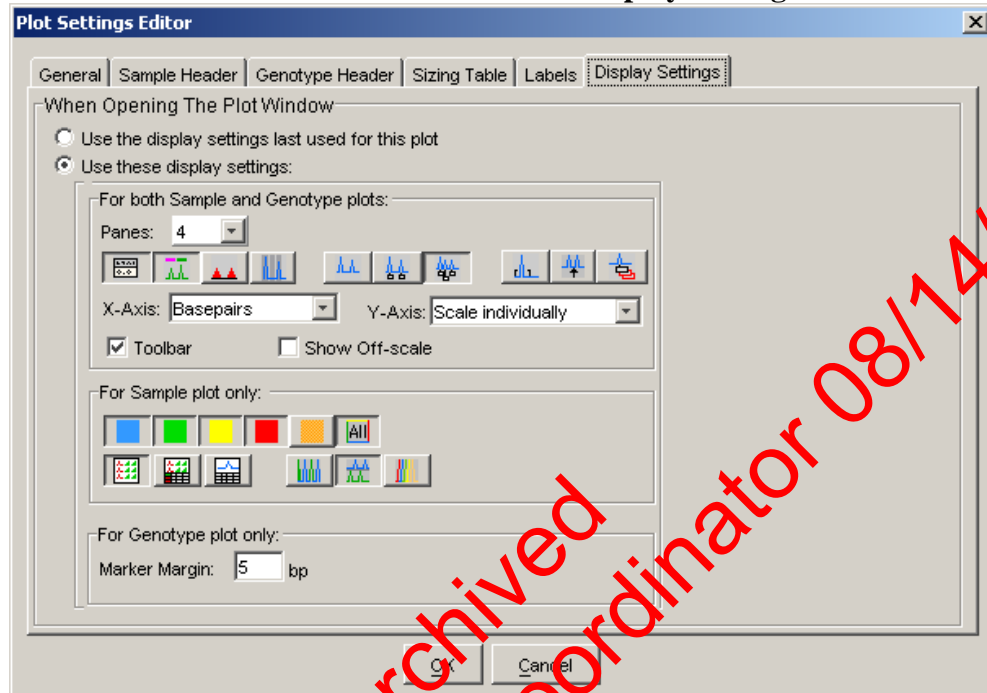 Plot Settings Editor
General Sample Header Genotype Header Sizing Table Labels Display Settings
When Opening The Plot Window
Use the display settings last used for this plot
Use these display settings:
For both Sample and Genotype plots:
Panes: 4
X-Axis: Basepairs Y-Axis: Scale individually
Toolbar Show Off-scale
For Sample plot only:
All
For Genotype plot only:
Marker Margin: 5 bp
OK Cancel
08/14/